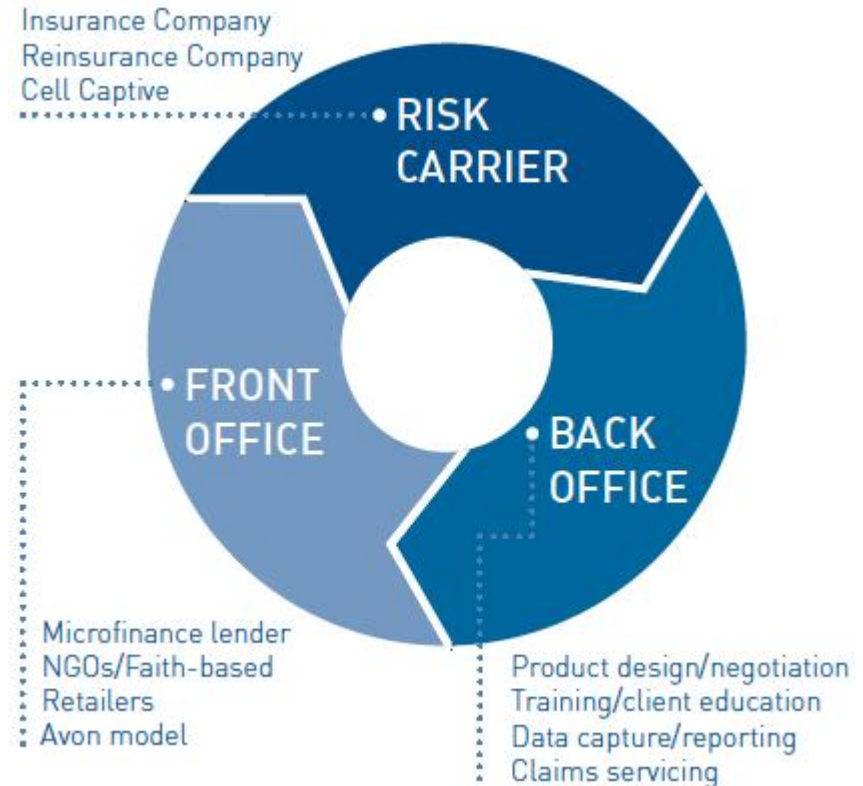 Insurance Company
Reinsurance Company
Cell Captive
RISK
CARRIER
FRONT
OFFICE
BACK
OFFICE
Microfinance lender
NGOs/Faith-based
Retailers
Avon model
Product design/negotiation
Training/client education
Data capture/reporting
Claims servicing